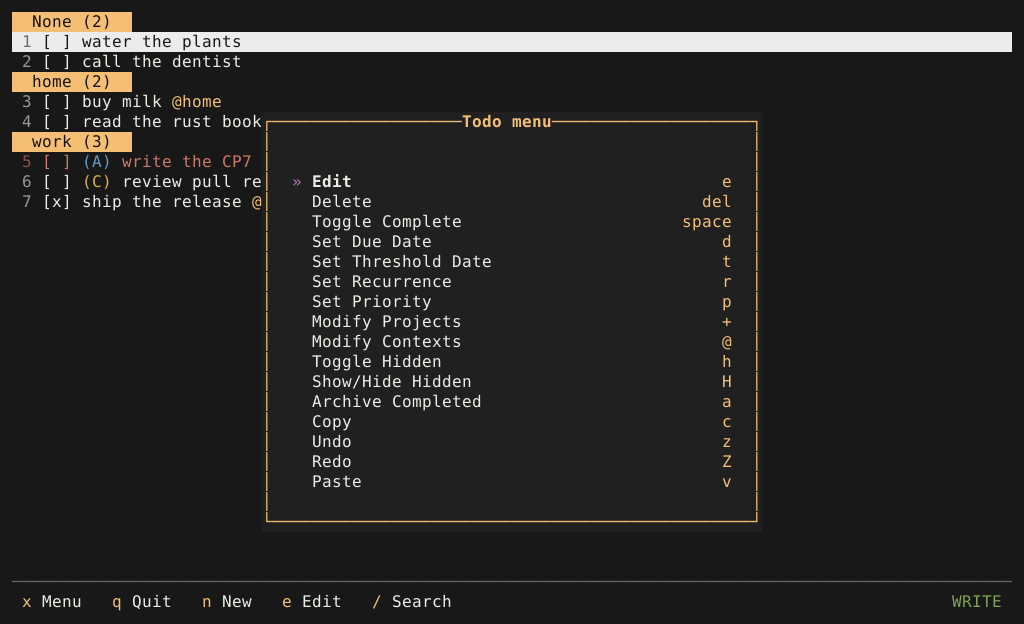 None (2)
1 [ ] water the plants
2 [ ] call the dentist
home (2)
3 [ ] buy milk @home
4 [ ] read the rust book
work (3)
5 [ ] (A) write the CP7
6 [ ] (C) review pull re
7 [x] ship the release @
Todo menu
» Edit e
Delete del
Toggle Complete space
Set Due Date d
Set Threshold Date t
Set Recurrence r
Set Priority p
Modify Projects +
Modify Contexts @
Toggle Hidden h
Show/Hide Hidden H
Archive Completed a
Copy c
Undo z
Redo Z
Paste v
x Menu q Quit n New e Edit / Search WRITE